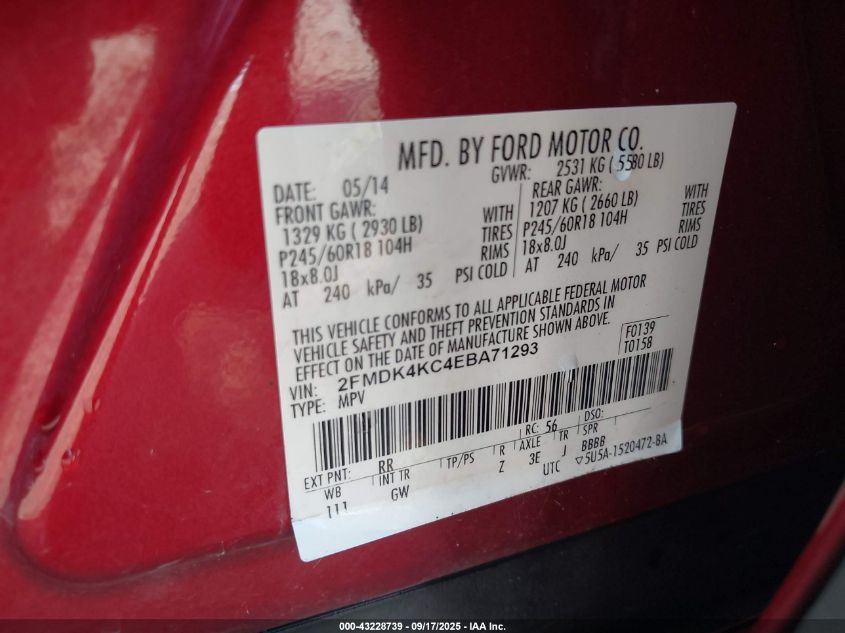 MFD. BY FORD MOTOR CO.
DATE: 05/14 GVWR: 2531 KG ( 5580 LB)
FRONT GAWR: REAR GAWR:
1329 KG ( 2930 LB) WITH 1207 KG ( 2660 LB) WITH
P245/60R18 104H TIRES P245/60R18 104H TIRES
18x8.0J RIMS 18x8.0J RIMS
AT 240 kPa/ 35 PSI COLD AT 240 kPa/ 35 PSI COLD
THIS VEHICLE CONFORMS TO ALL APPLICABLE FEDERAL MOTOR
VEHICLE SAFETY AND THEFT PREVENTION STANDARDS IN
EFFECT ON THE DATE OF MANUFACTURE SHOWN ABOVE.
F0139
T0158
VIN: 2FMDK4KC4EBA71293
TYPE: MPV
EXT PNT: RR RC: 56 DSO:
WB INT TR TP/PS R AXLE TR SPR
111 GW Z 3E J BBBB
UTC ▽5U5A-1520472-BA
000-43228739 - 09/17/2025 - IAA Inc.